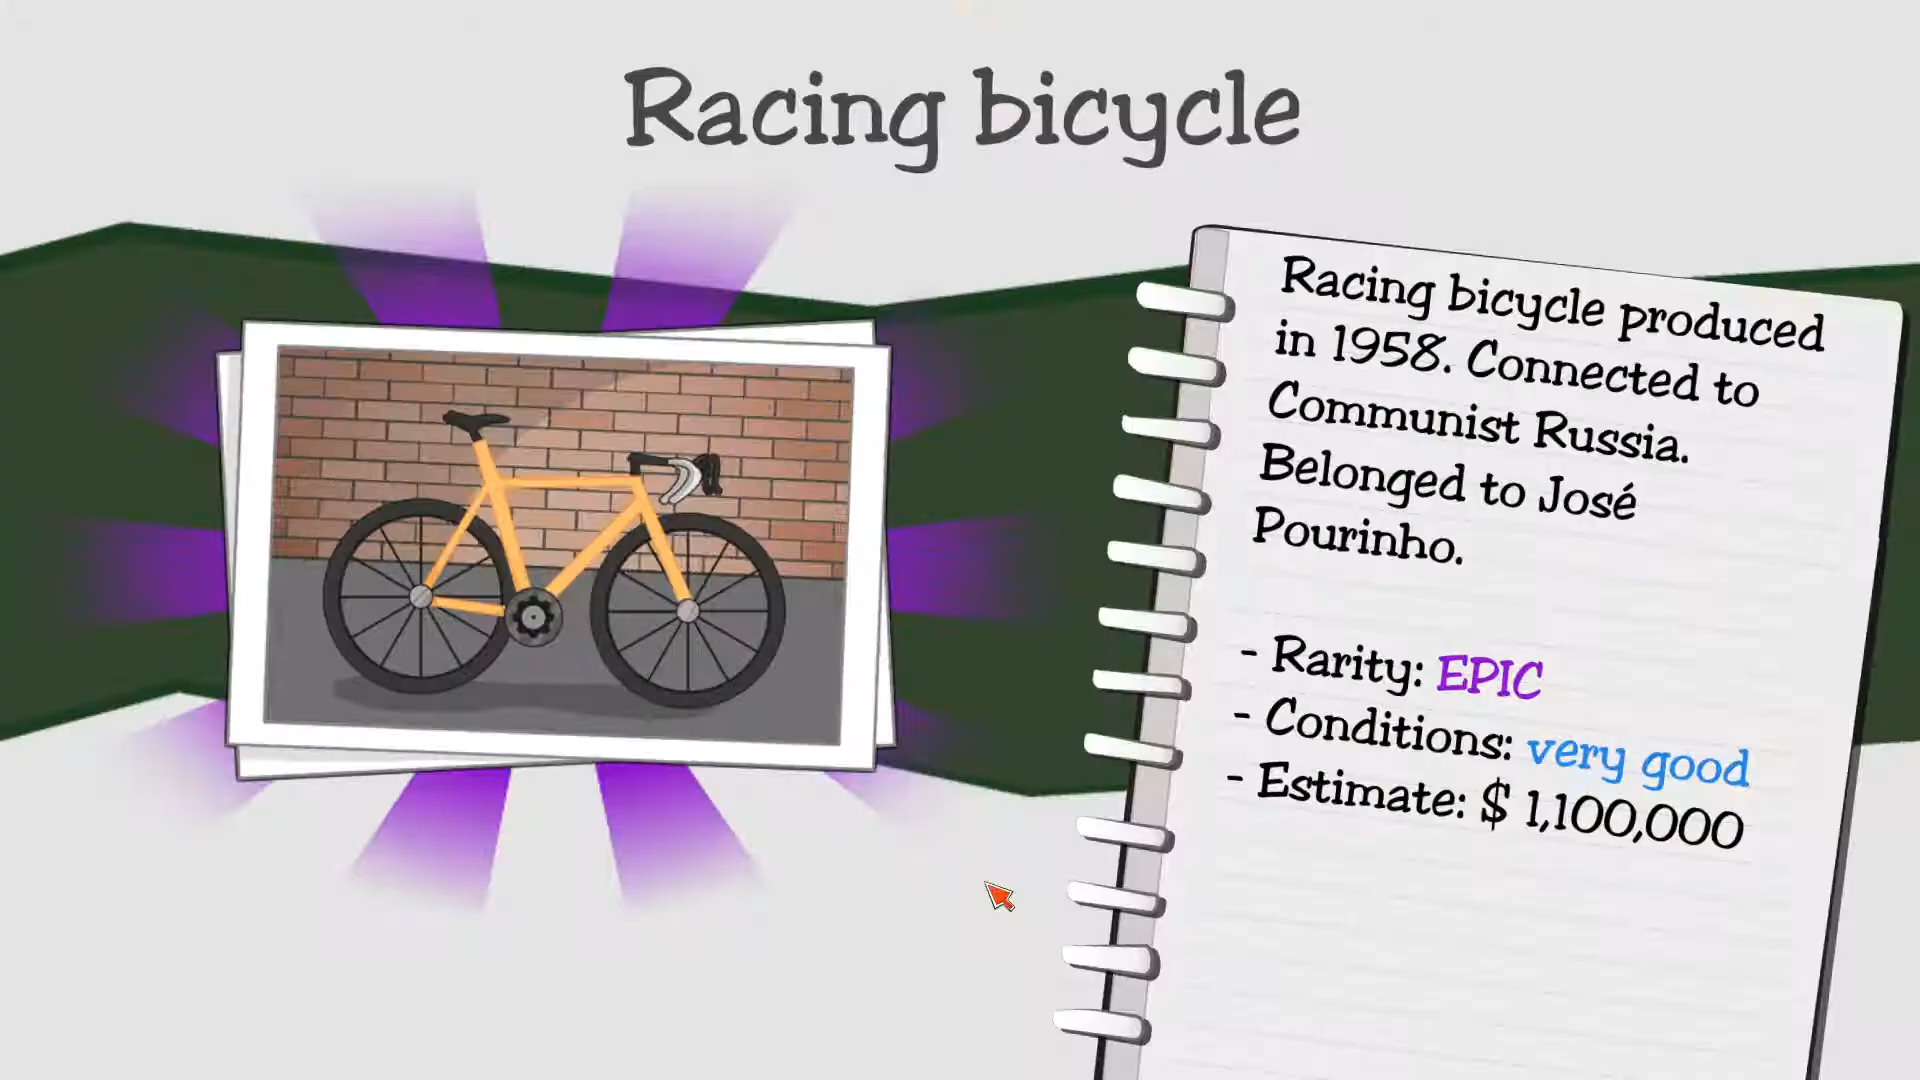 Racing bicycle
Racing bicycle produced
in 1958. Connected to
Communist Russia.
Belonged to José
Pourinho.
- Rarity: EPIC
- Conditions: very good
- Estimate: $ 1,100,000